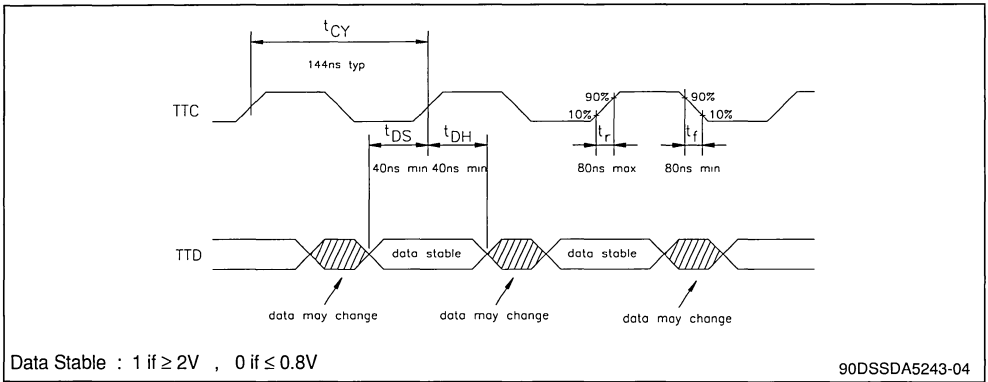 tCY
144ns typ
TTC
90%
90%
10%
10%
tDS
tDH
tr
tf
40ns min
40ns min
80ns max
80ns min
TTD
data stable
data stable
data may change
data may change
data may change
Data Stable : 1 if ≥ 2V , 0 if ≤ 0.8V
90DSSDA5243-04